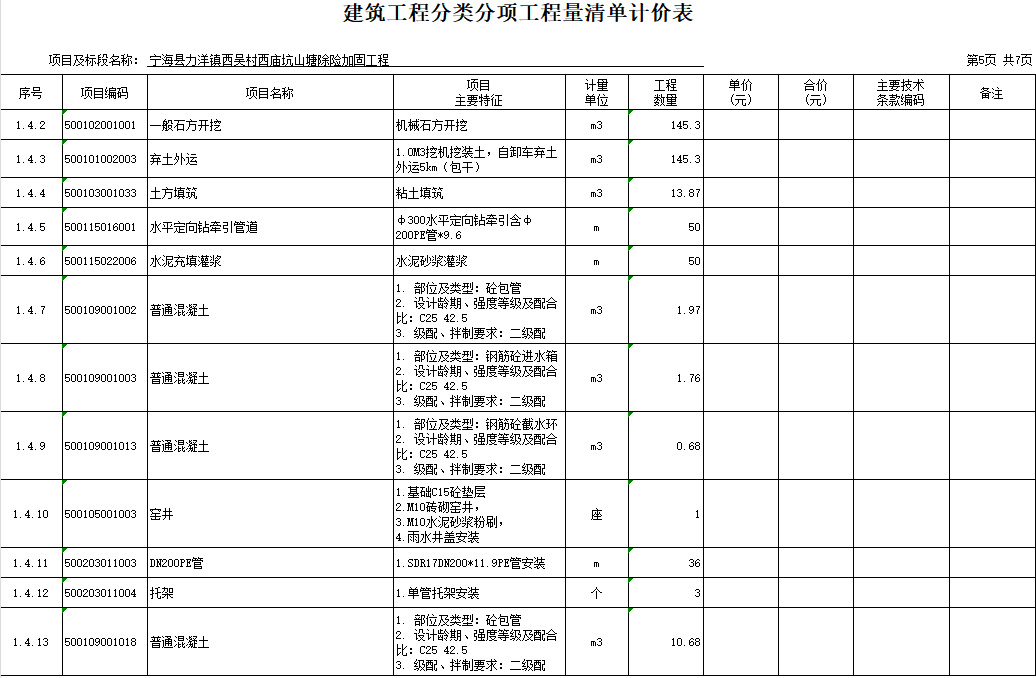 建筑工程分类分项工程量清单计价表
项目及标段名称： 宁海县力洋镇西吴村西庙坑山塘除险加固工程 第5页 共7页
序号 项目编码 项目名称 项目 主要特征 计量 单位 工程 数量 单价 (元) 合价 (元) 主要技术 条款编码 备注
1.4.2 500102001001 一般石方开挖 机械石方开挖 m3 145.3
1.4.3 500101002003 弃土外运 1.0M3挖机挖装土，自卸车弃土 m3 145.3
外运5km（包干）
1.4.4 500103001033 土方填筑 粘土填筑 m3 13.87
1.4.5 500115016001 水平定向钻牵引管道 φ300水平定向钻牵引含φ m 50
200PE管*9.6
1.4.6 500115022006 水泥充填灌浆 水泥砂浆灌浆 m 50
1.4.7 500109001002 普通混凝土 1. 部位及类型：砼包管 m3 1.97
2. 设计龄期、强度等级及配合
比：C25 42.5
3. 级配、拌制要求：二级配
1.4.8 500109001003 普通混凝土 1. 部位及类型：钢筋砼进水箱 m3 1.76
2. 设计龄期、强度等级及配合
比：C25 42.5
3. 级配、拌制要求：二级配
1.4.9 500109001013 普通混凝土 1. 部位及类型：钢筋砼截水环 m3 0.68
2. 设计龄期、强度等级及配合
比：C25 42.5
3. 级配、拌制要求：二级配
1.4.10 500105001003 窑井 1.基础C15砼垫层 座 1
2.M10砖砌窑井，
3.M10水泥砂浆粉刷，
4.雨水井盖安装
1.4.11 500203011003 DN200PE管 1.SDR17DN200*11.9PE管安装 m 36
1.4.12 500203011004 托架 1.单管托架安装 个 3
1.4.13 500109001018 普通混凝土 1. 部位及类型：砼包管 m3 10.68
2. 设计龄期、强度等级及配合
比：C25 42.5
3. 级配、拌制要求：二级配